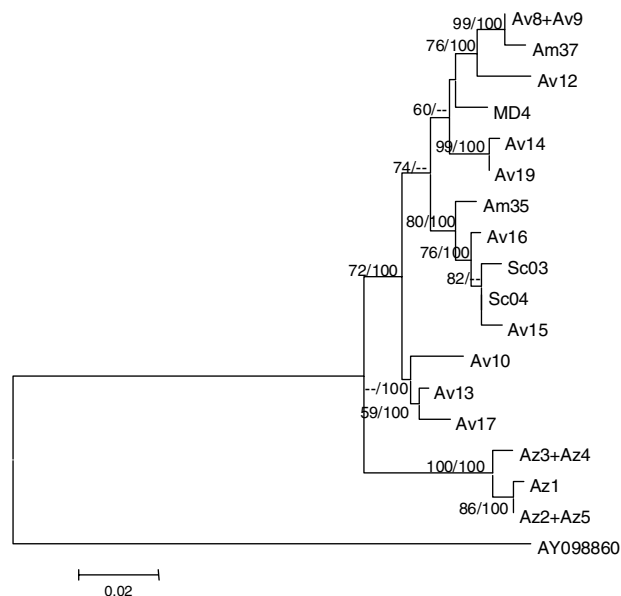 Av8+Av9
99/100
Am37
76/100
Av12
60/--
MD4
99/100
Av14
Av19
74/--
Am35
80/100
Av16
76/100
Sc03
72/100
82/--
Sc04
Av15
Av10
--/100
Av13
59/100
Av17
Az3+Az4
100/100
Az1
86/100
Az2+Az5
AY098860
0.02